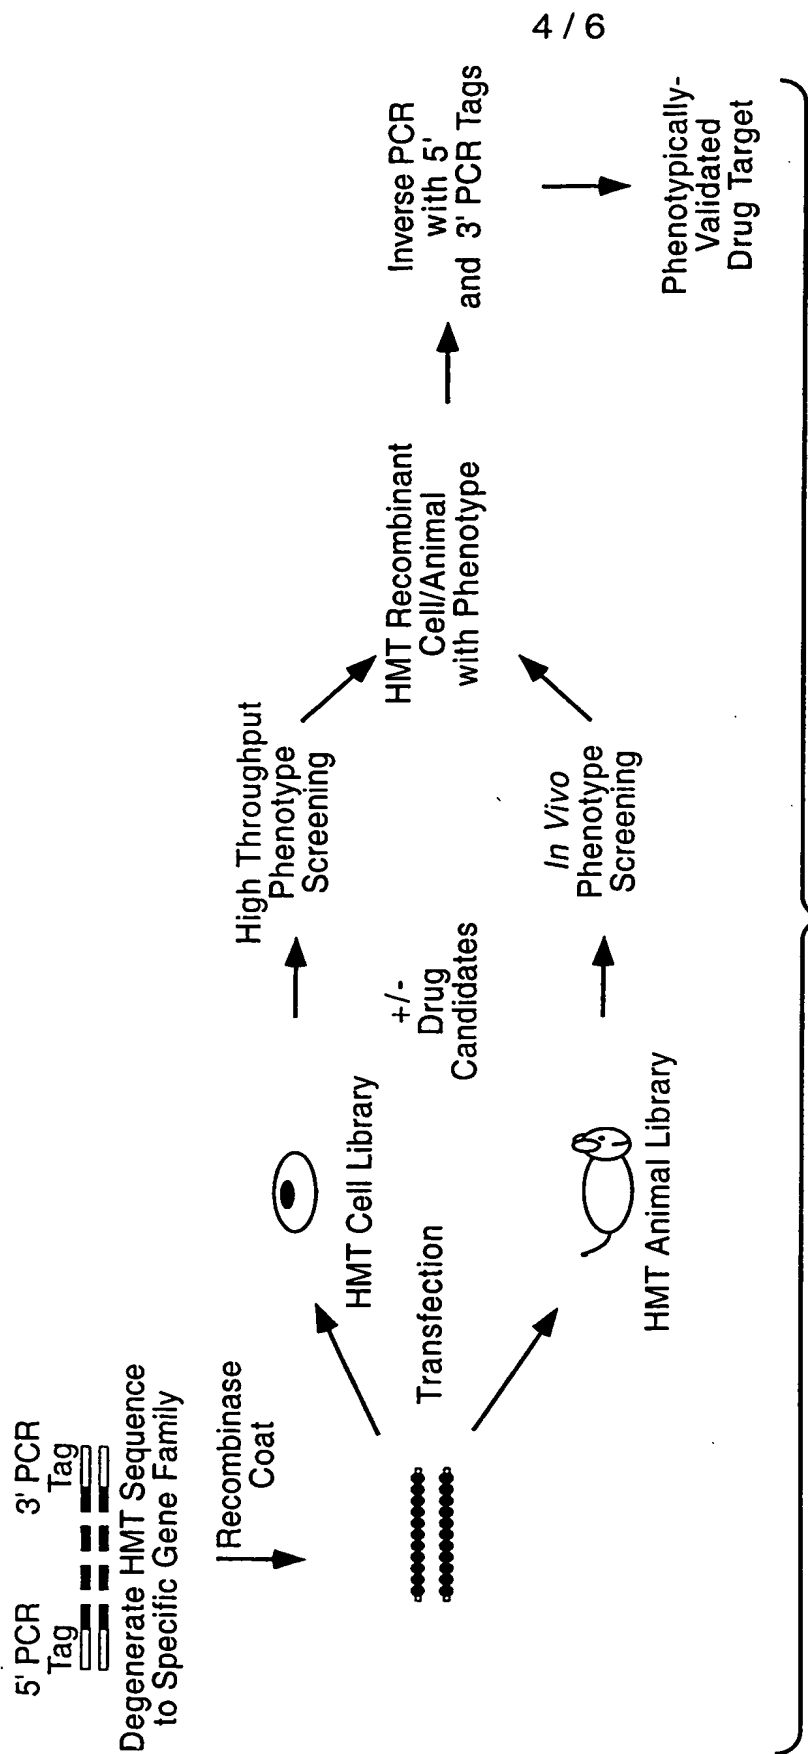 4 / 6
5' PCR
Tag
3' PCR
Tag
Degenerate HMT Sequence
to Specific Gene Family
Recombinase
Coat
Transfection
HMT Cell Library
HMT Animal Library
+/-
Drug
Candidates
High Throughput
Phenotype
Screening
In Vivo
Phenotype
Screening
HMT Recombinant
Cell/Animal
with Phenotype
Inverse PCR
with 5'
and 3' PCR Tags
Phenotypically-
Validated
Drug Target